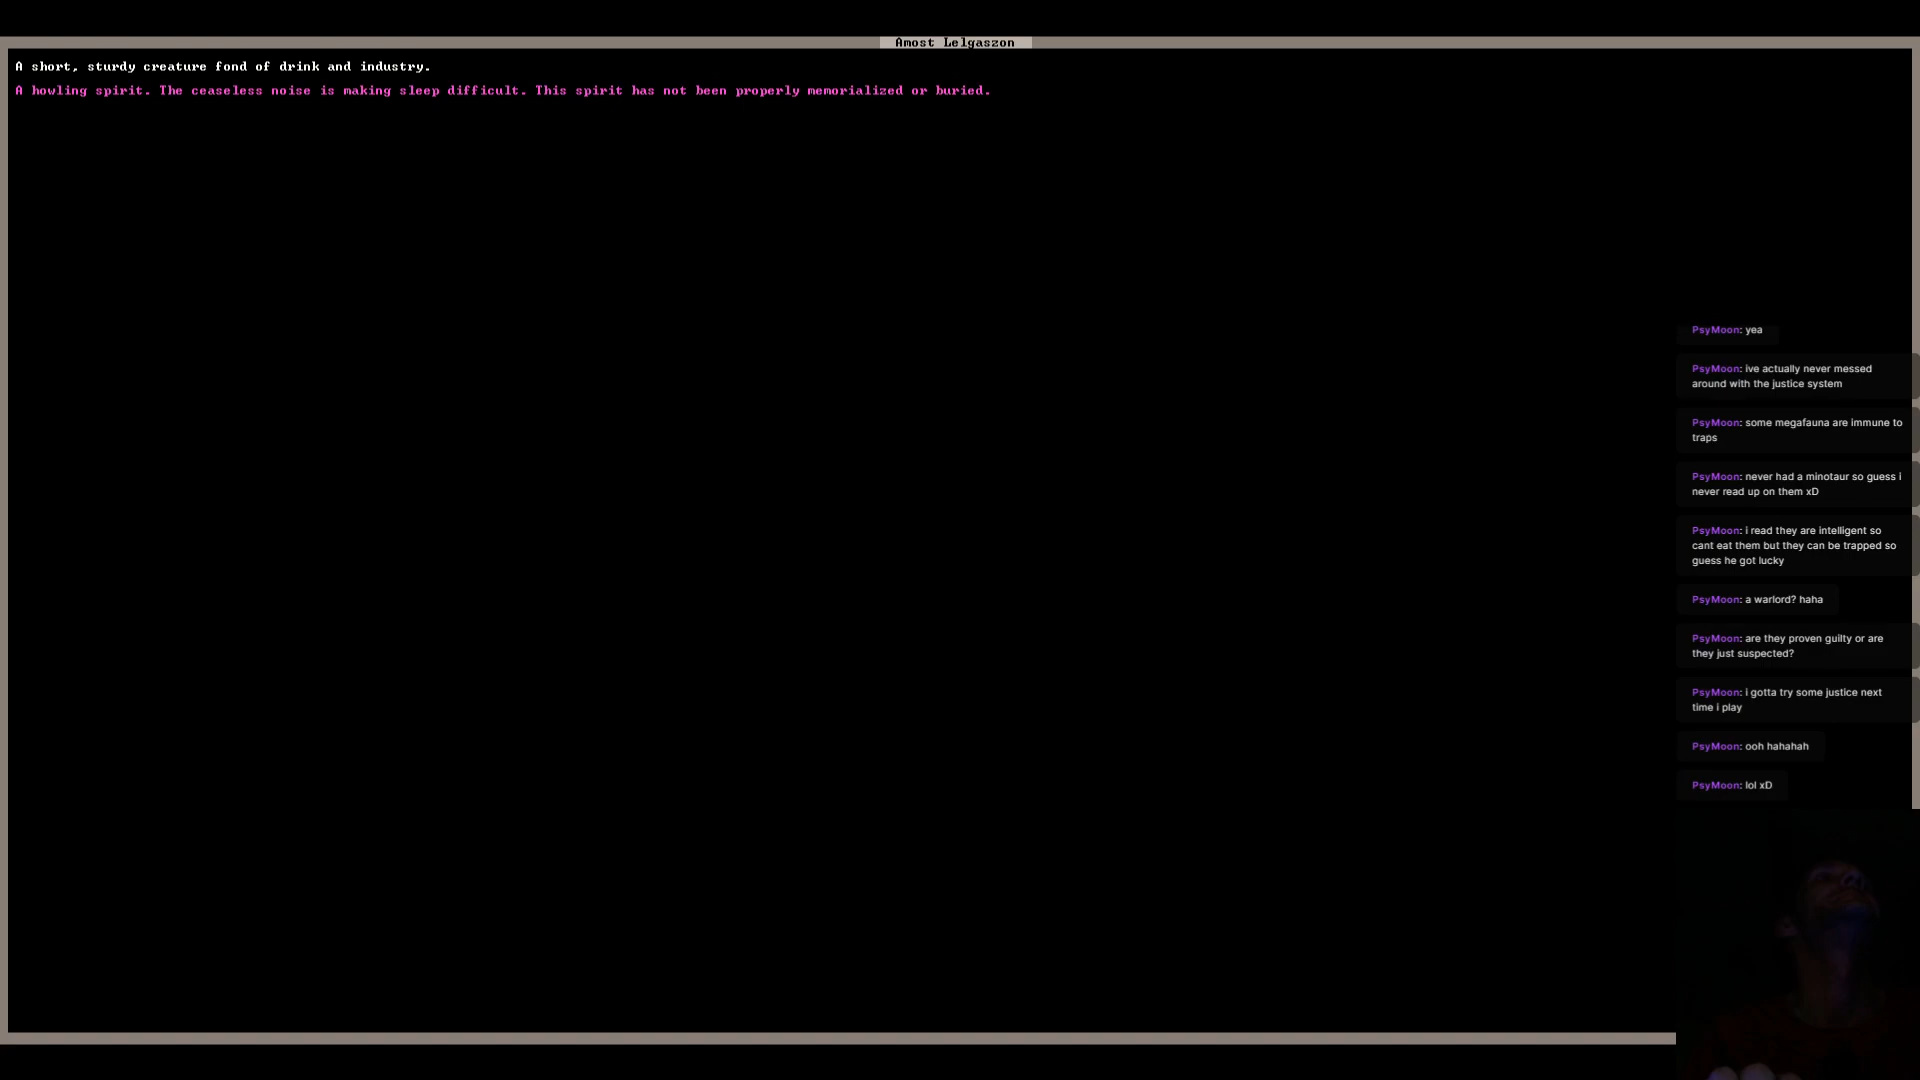 Amost Lelgaszon
A short, sturdy creature fond of drink and industry.
A howling spirit. The ceaseless noise is making sleep difficult. This spirit has not been properly memorialized or buried.
PsyMoon: yea
PsyMoon: ive actually never messed
around with the justice system
PsyMoon: some megafauna are immune to
traps
PsyMoon: never had a minotaur so guess i
never read up on them xD
PsyMoon: i read they are intelligent so
cant eat them but they can be trapped so
guess he got lucky
PsyMoon: a warlord? haha
PsyMoon: are they proven guilty or are
they just suspected?
PsyMoon: i gotta try some justice next
time i play
PsyMoon: ooh hahahah
PsyMoon: lol xD